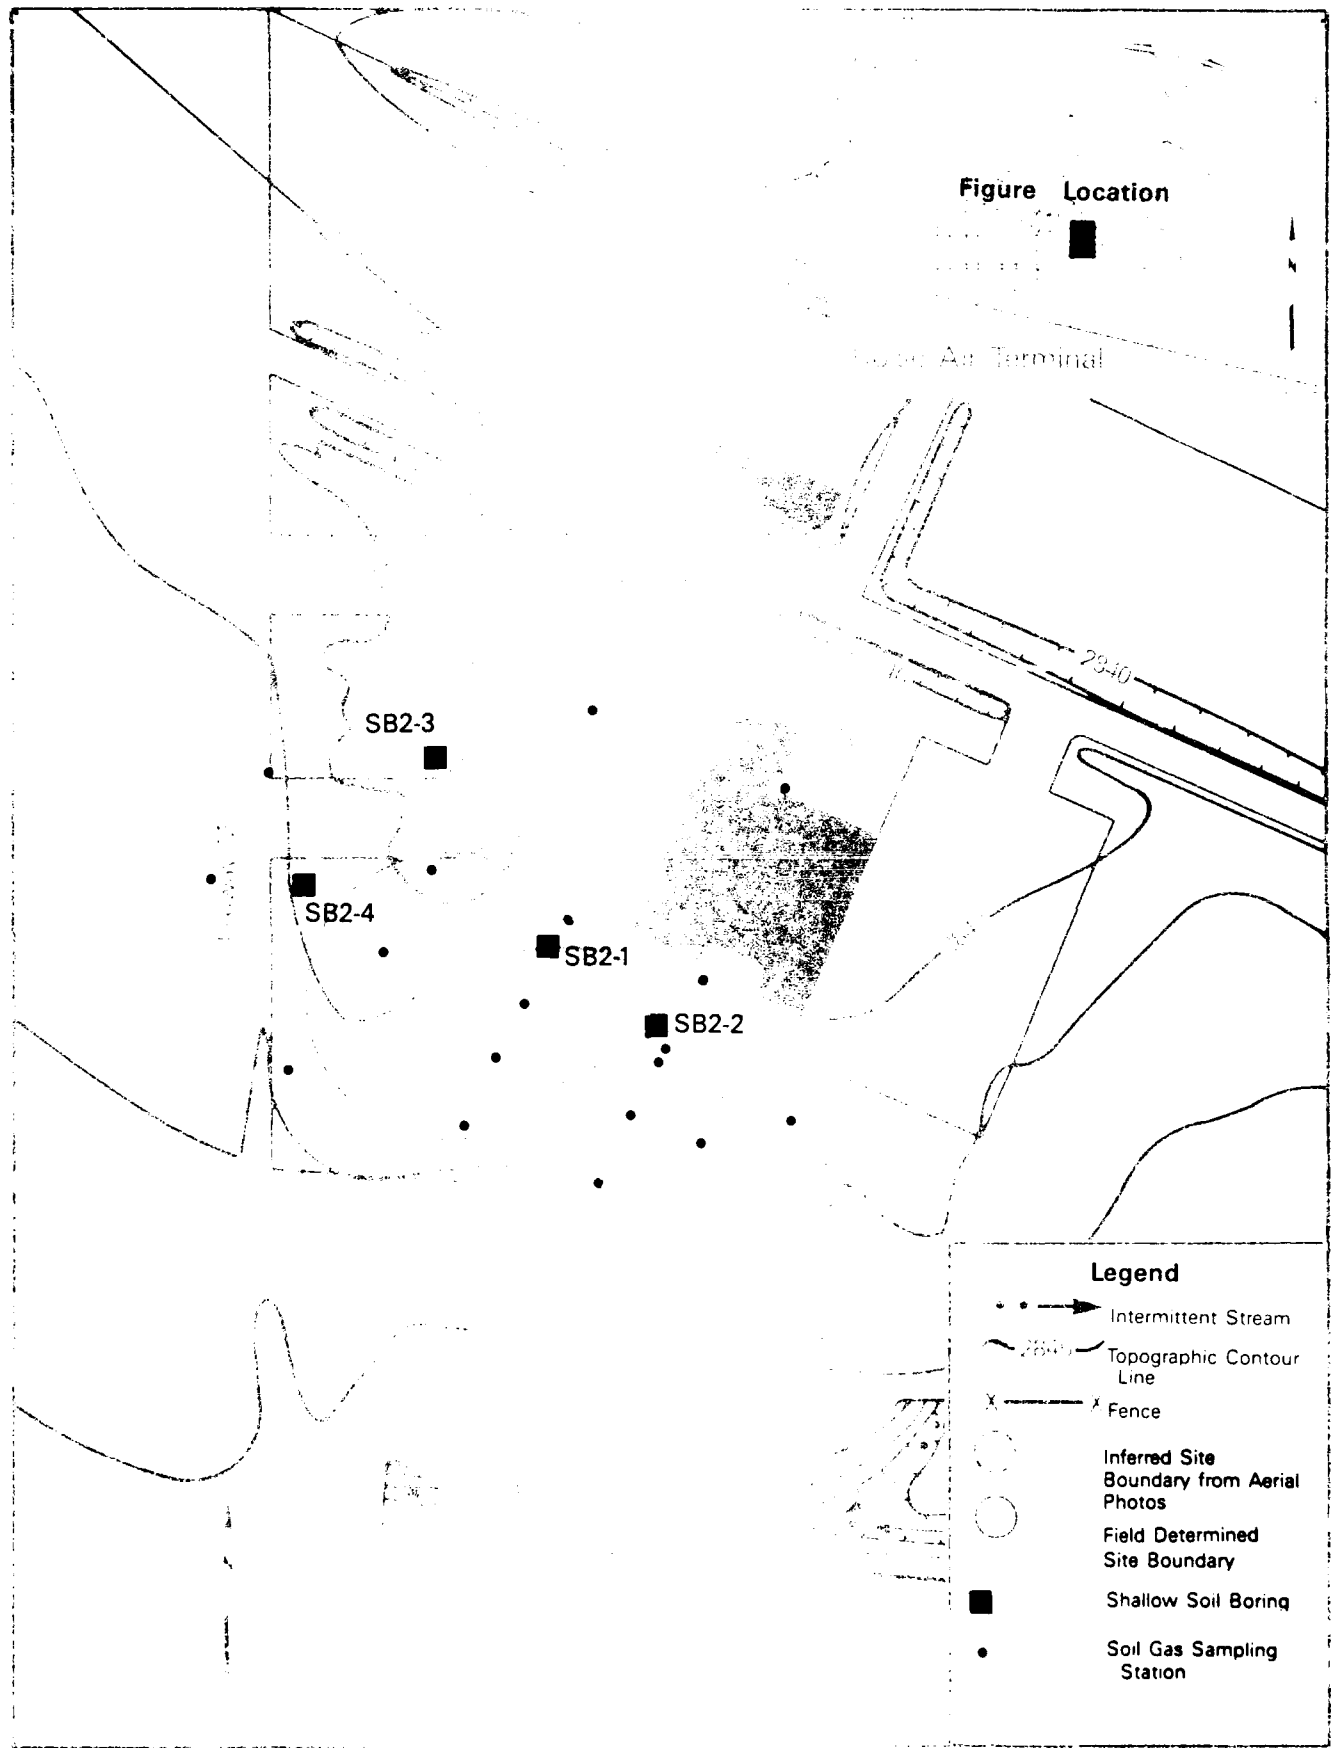 Figure Location
Air Terminal
2840
SB2-3
SB2-4
SB2-1
SB2-2
Legend
Intermittent Stream
2840
Topographic Contour
Line
X X
Fence
Inferred Site
Boundary from Aerial
Photos
Field Determined
Site Boundary
Shallow Soil Boring
Soil Gas Sampling
Station